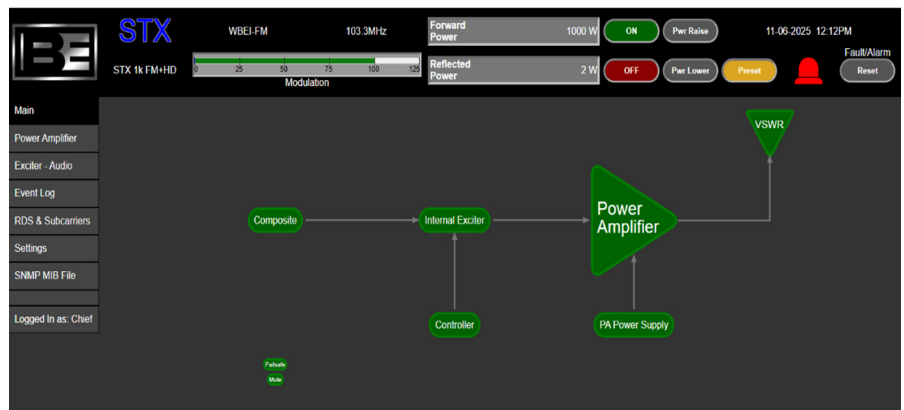 BE
STX
WBEI-FM
103.3MHz
Forward
Power
1000 W
ON
Pwr Raise
11-06-2025 12:12PM
STX 1k FM+HD
0 25 50 75 100 125
Modulation
Reflected
Power
2 W
OFF
Pwr Lower
Preset
Fault/Alarm
Reset
Main
Power Amplifier
Exciter - Audio
Event Log
RDS & Subcarriers
Settings
SNMP MIB File
Logged In as: Chief
VSWR
Composite
Internal Exciter
Power
Amplifier
Controller
PA Power Supply
Failsafe
Mute